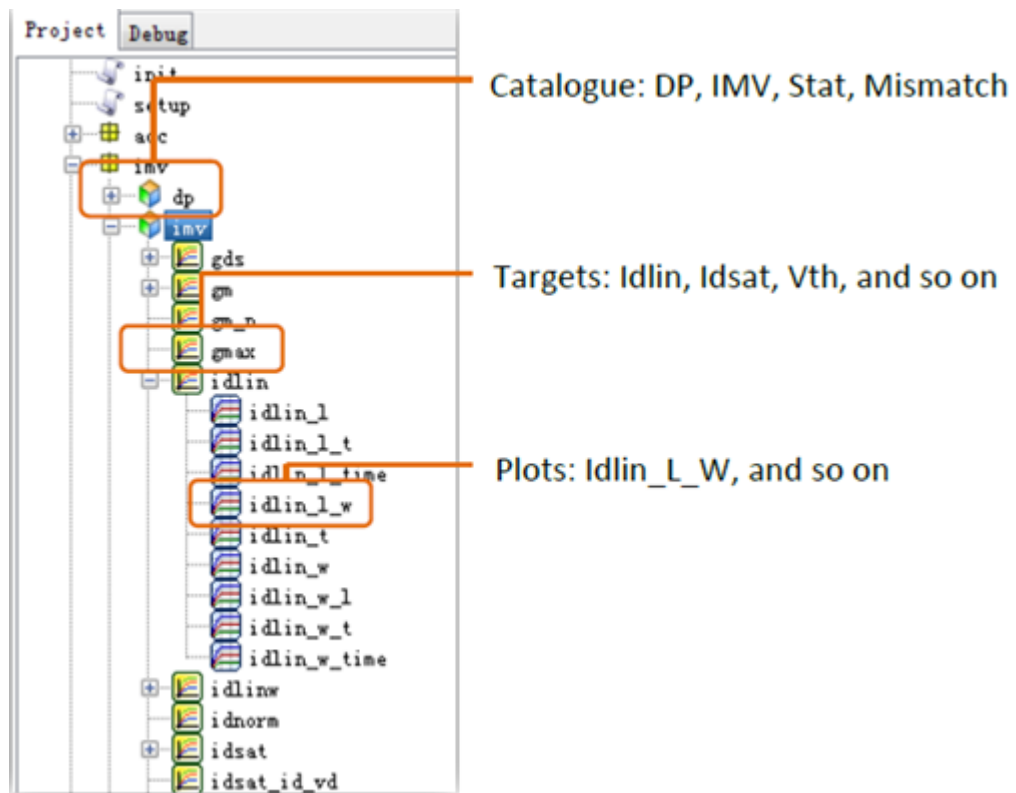 Project Debug
init
setup
acc
imv
dp
imv
gds
gm
gm_p
gmax
idlin
idlin_l
idlin_l_t
idlin_l_time
idlin_l_w
idlin_t
idlin_w
idlin_w_l
idlin_w_t
idlin_w_time
idlinw
idnorm
idsat
idsat_id_vd
Catalogue: DP, IMV, Stat, Mismatch
Targets: Idlin, Idsat, Vth, and so on
Plots: Idlin_L_W, and so on